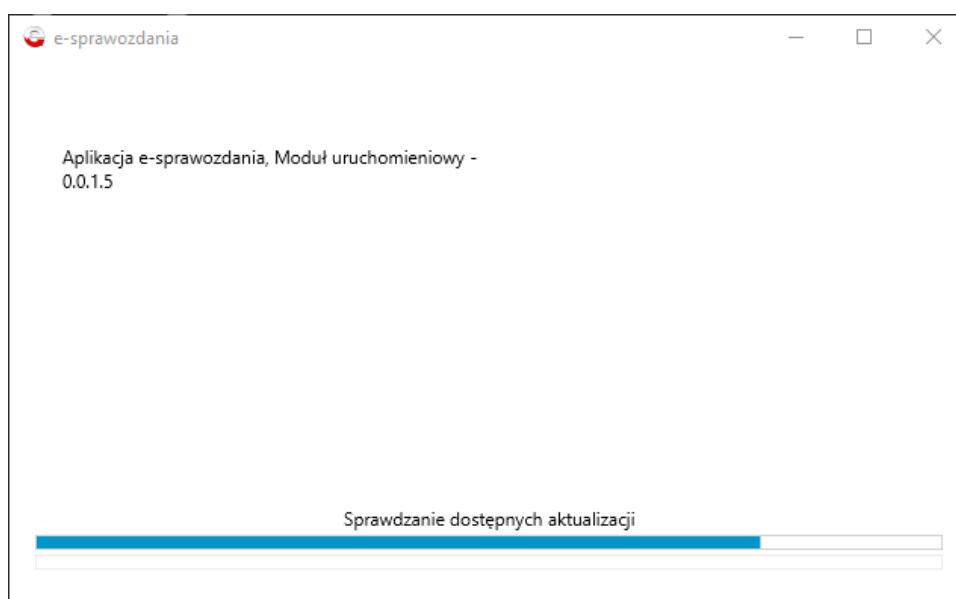 e-sprawozdania
Aplikacja e-sprawozdania, Moduł uruchomieniowy -
0.0.1.5
Sprawdzanie dostępnych aktualizacji